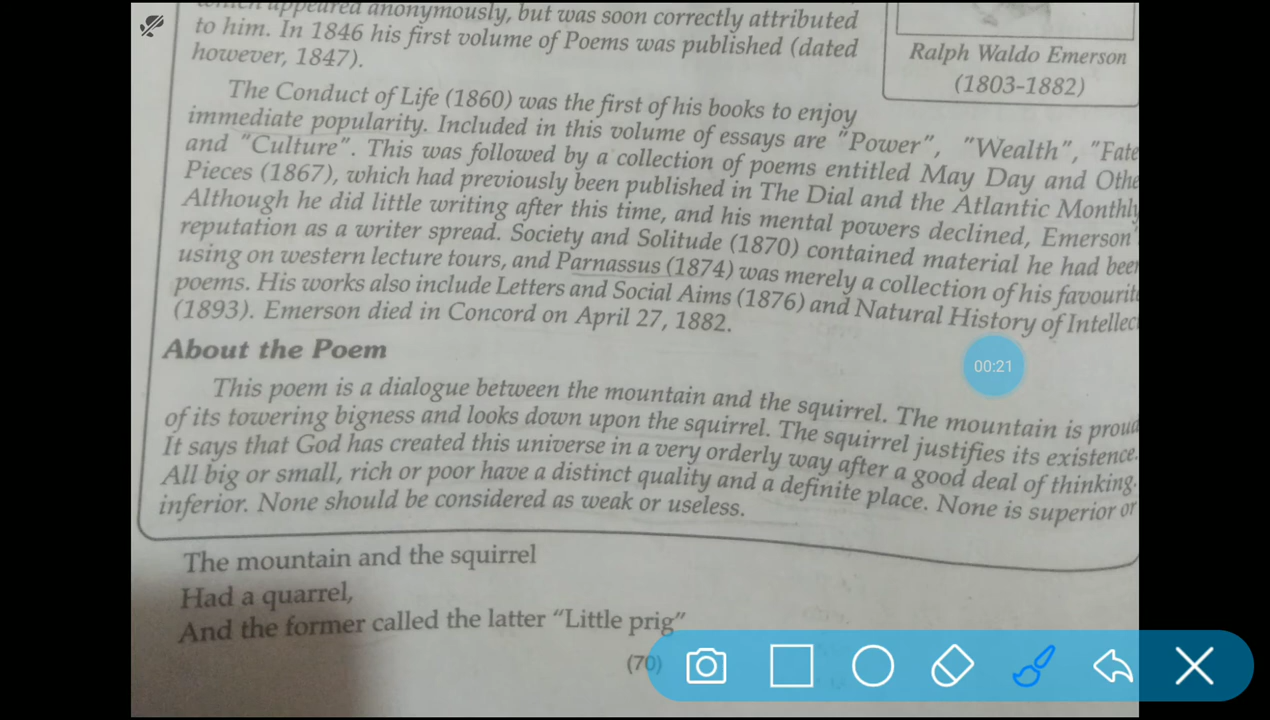 which appeared anonymously, but was soon correctly attributed
to him. In 1846 his first volume of Poems was published (dated
however, 1847).
Ralph Waldo Emerson
(1803-1882)
The Conduct of Life (1860) was the first of his books to enjoy
immediate popularity. Included in this volume of essays are "Power", "Wealth", "Fate
and "Culture". This was followed by a collection of poems entitled May Day and Othe
Pieces (1867), which had previously been published in The Dial and the Atlantic Monthly
Although he did little writing after this time, and his mental powers declined, Emerson'
reputation as a writer spread. Society and Solitude (1870) contained material he had been
using on western lecture tours, and Parnassus (1874) was merely a collection of his favourite
poems. His works also include Letters and Social Aims (1876) and Natural History of Intellec
(1893). Emerson died in Concord on April 27, 1882.
About the Poem
00:21
This poem is a dialogue between the mountain and the squirrel. The mountain is proud
of its towering bigness and looks down upon the squirrel. The squirrel justifies its existence.
It says that God has created this universe in a very orderly way after a good deal of thinking.
All big or small, rich or poor have a distinct quality and a definite place. None is superior or
inferior. None should be considered as weak or useless.
The mountain and the squirrel
Had a quarrel,
And the former called the latter "Little prig"
(70)